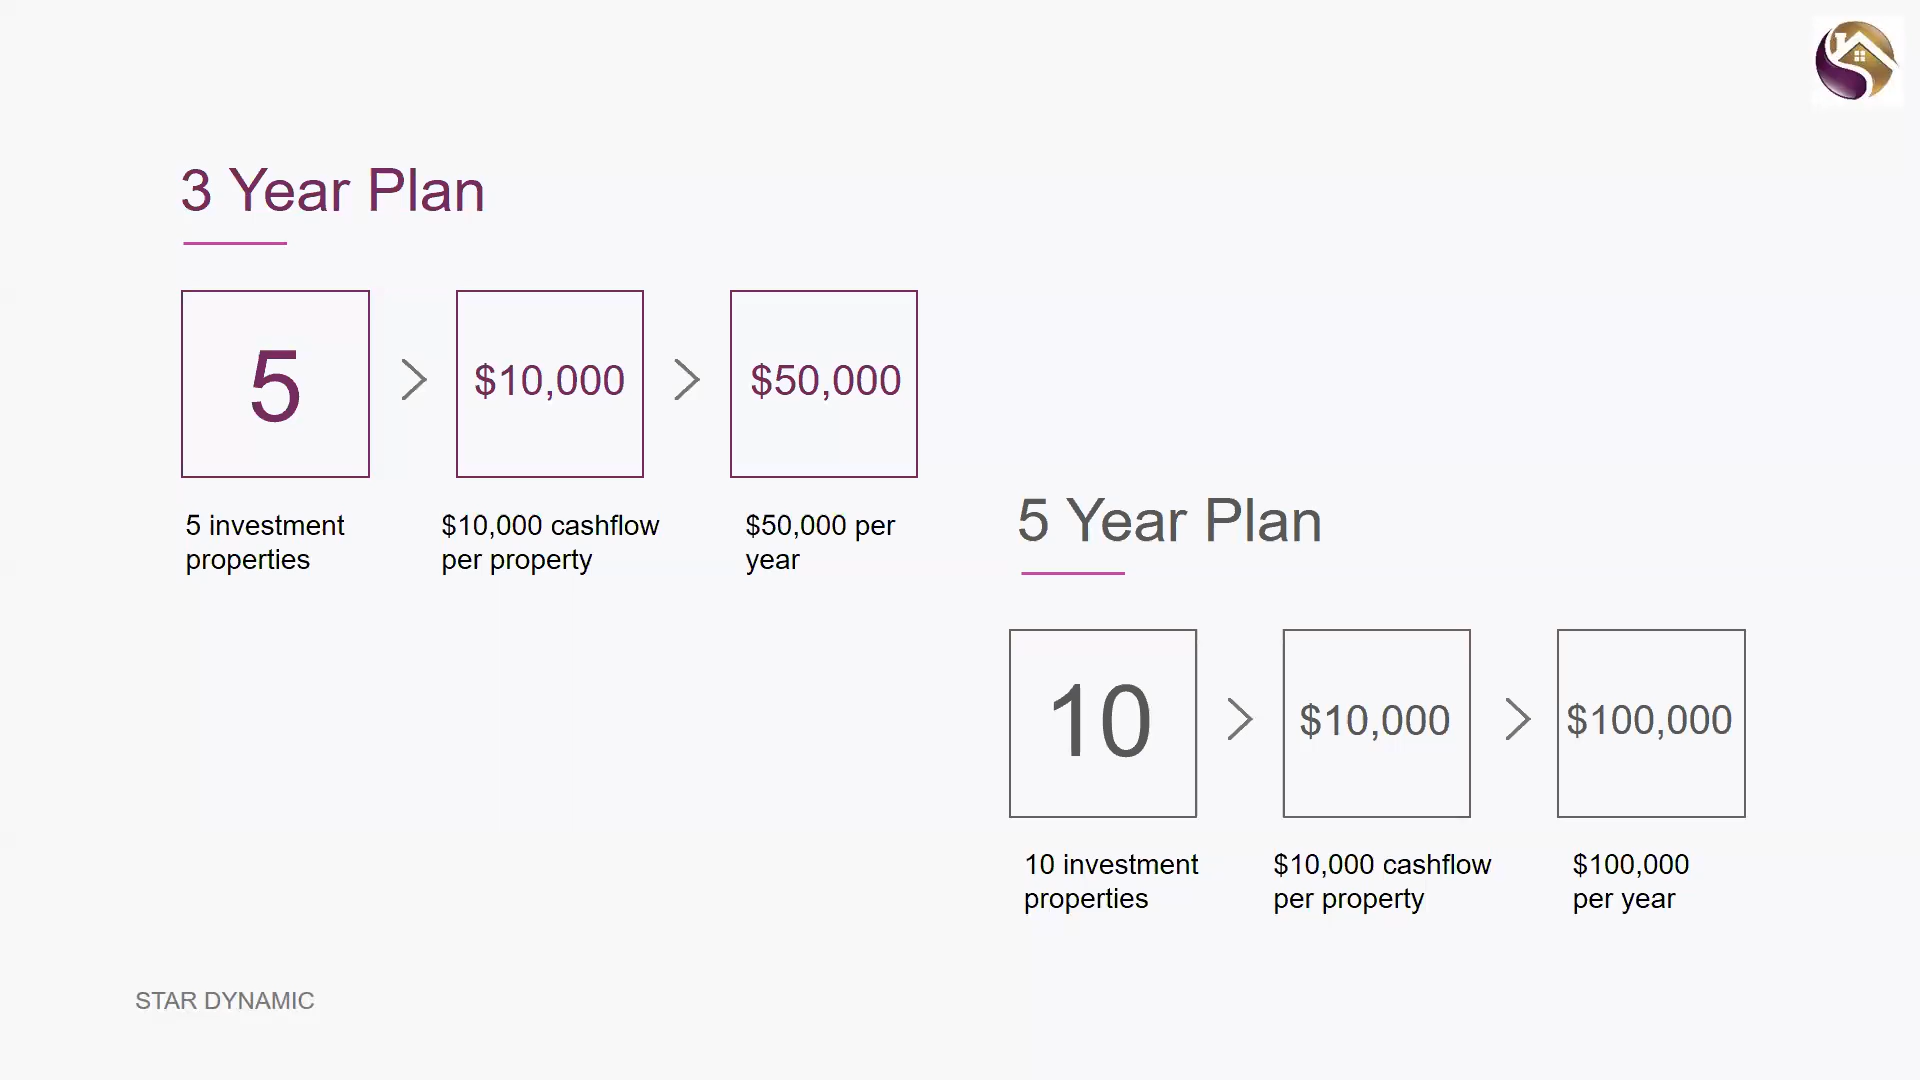 3 Year Plan
5
$10,000
$50,000
5 investment
properties
$10,000 cashflow
per property
$50,000 per
year
5 Year Plan
10
$10,000
$100,000
10 investment
properties
$10,000 cashflow
per property
$100,000
per year
STAR DYNAMIC